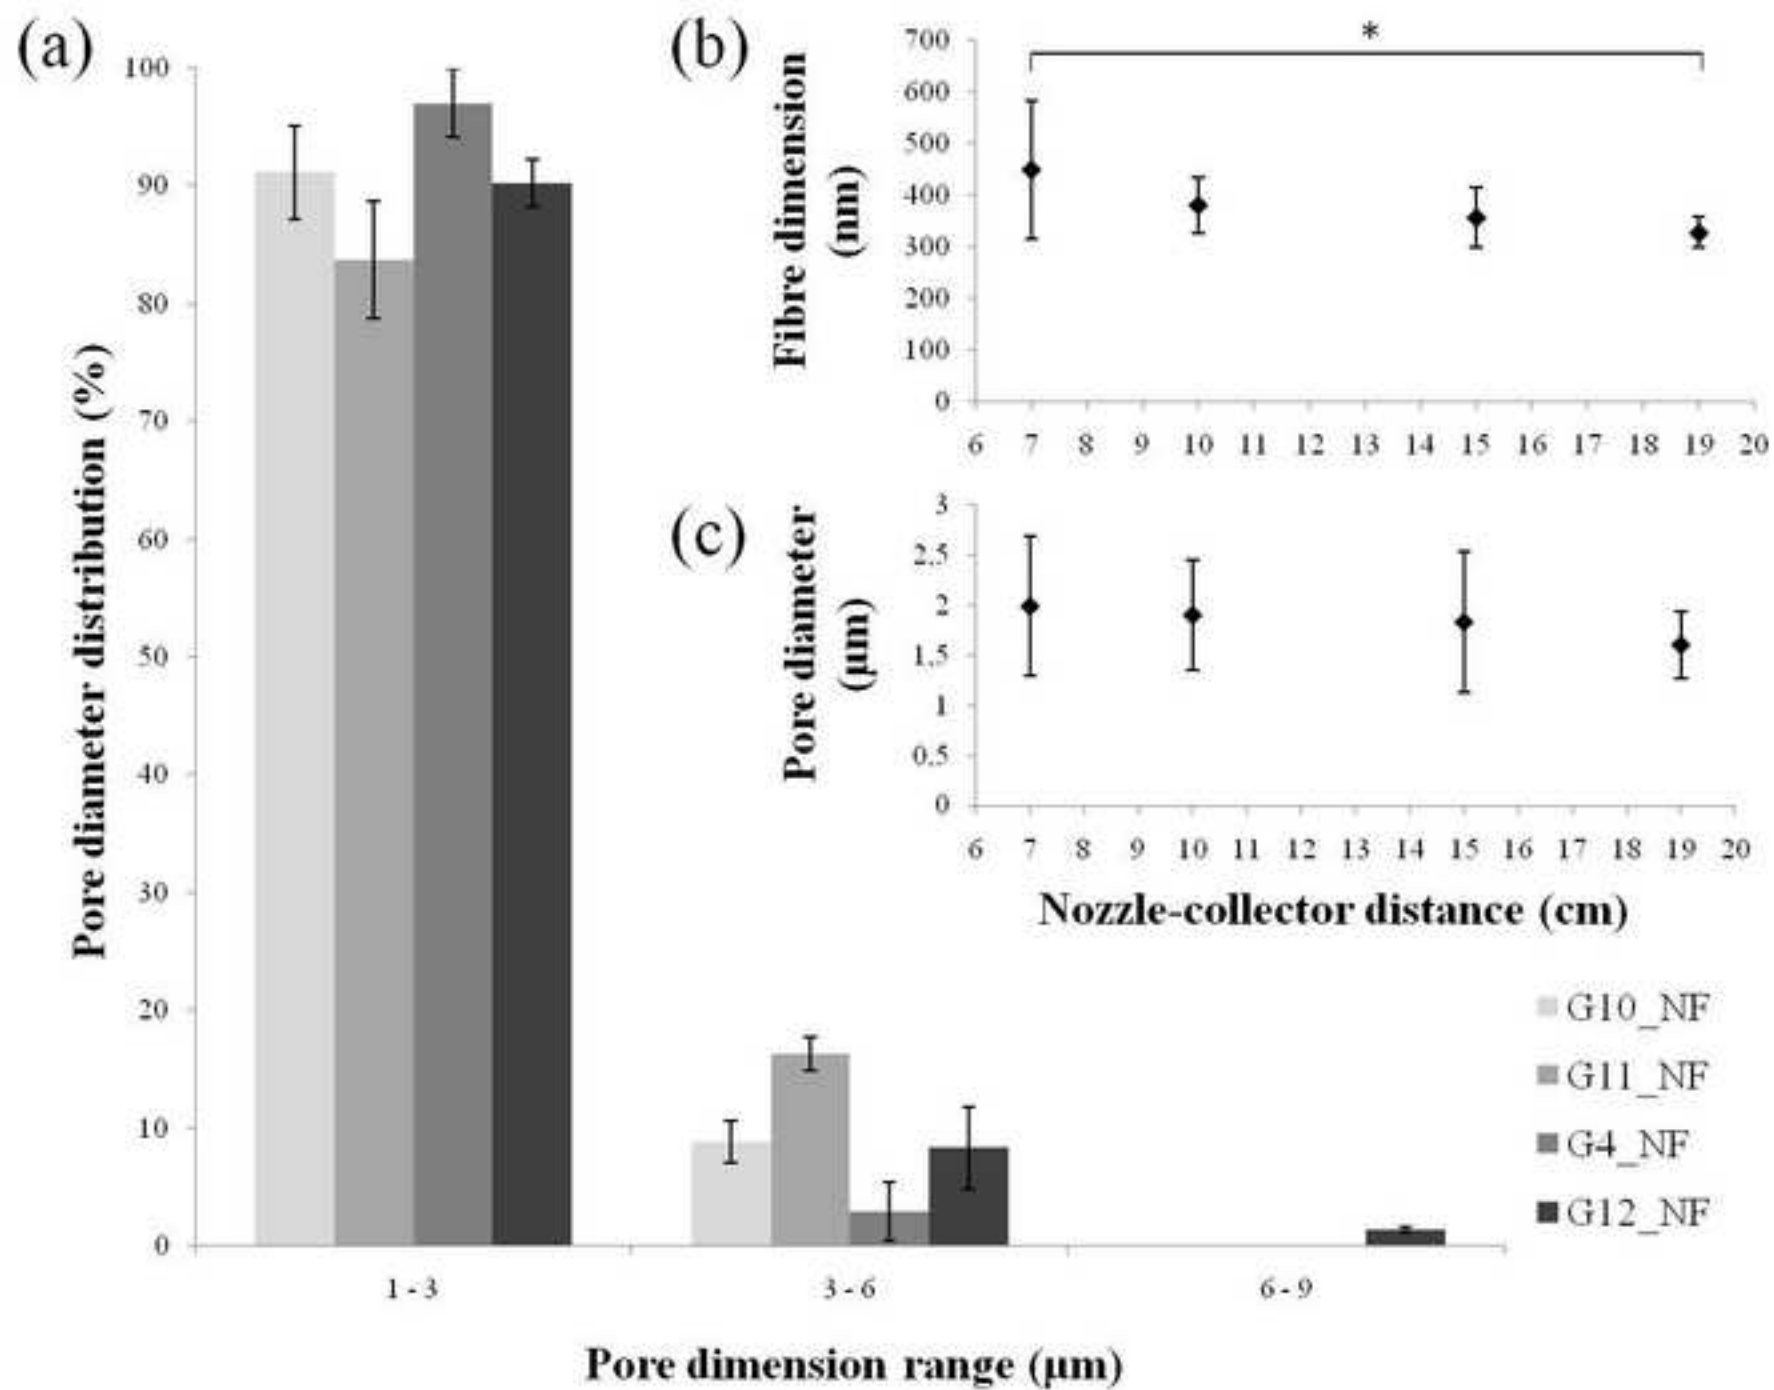 (a)
Pore diameter distribution (%)
100
90
80
70
60
50
40
30
20
10
0
1 - 3
3 - 6
6 - 9
Pore dimension range (µm)
(b)
Fibre dimension
(nm)
700
600
500
400
300
200
100
0
*
6 7 8 9 10 11 12 13 14 15 16 17 18 19 20
(c)
Pore diameter
(µm)
3
2.5
2
1.5
1
0.5
0
6 7 8 9 10 11 12 13 14 15 16 17 18 19 20
Nozzle-collector distance (cm)
G10_NF
G11_NF
G4_NF
G12_NF